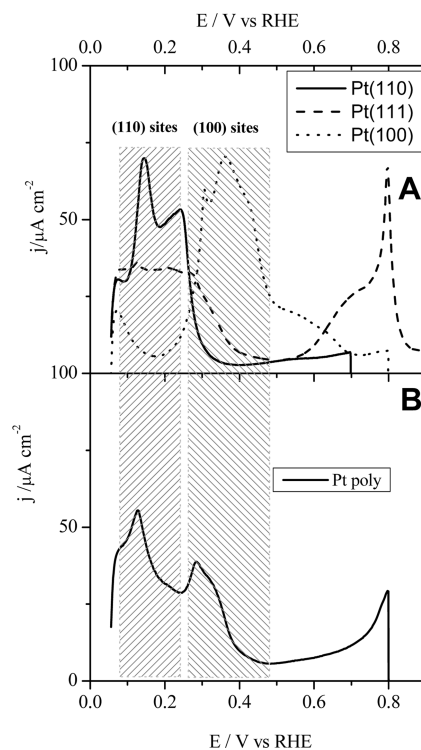 E / V vs RHE
0.0 0.2 0.4 0.6 0.8
100
Pt(110)
Pt(111)
Pt(100)
(110) sites (100) sites
A
j/μA cm-2
50
100
B
Pt poly
j / μA cm-2
50
0
0.0 0.2 0.4 0.6 0.8
E / V vs RHE